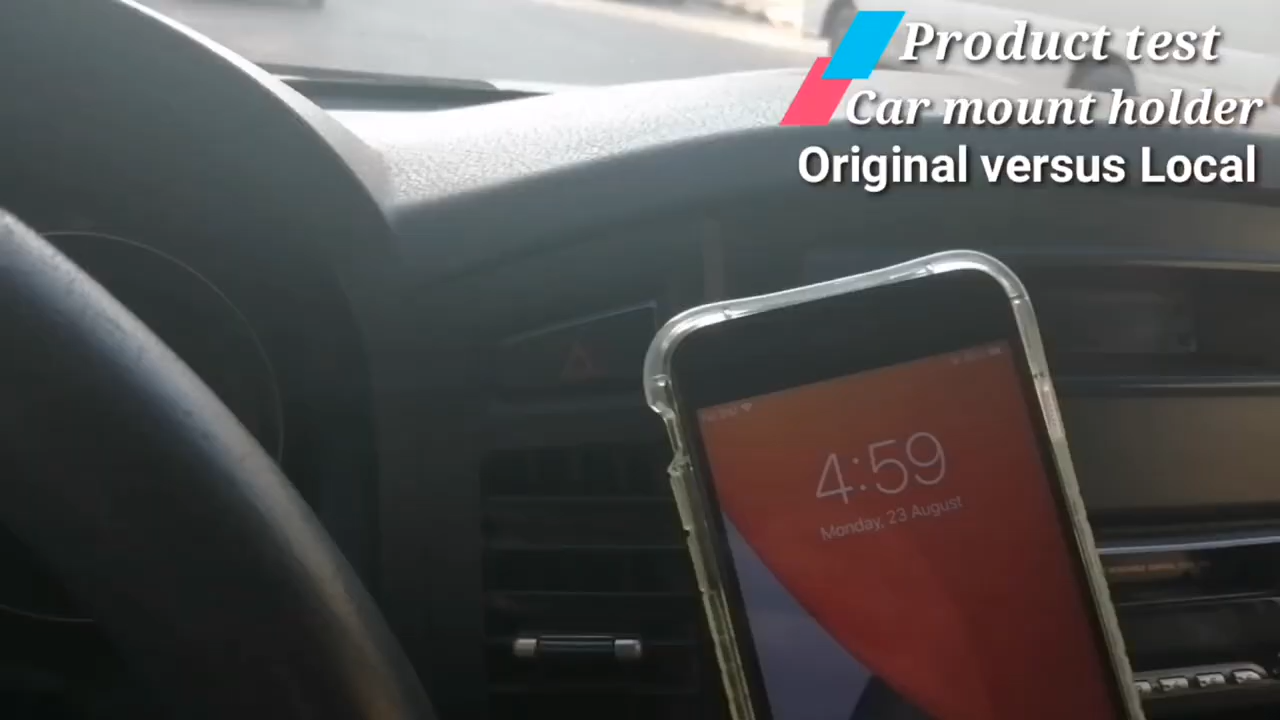 Product test
Car mount holder
Original versus Local
4:59
Monday, 23 August